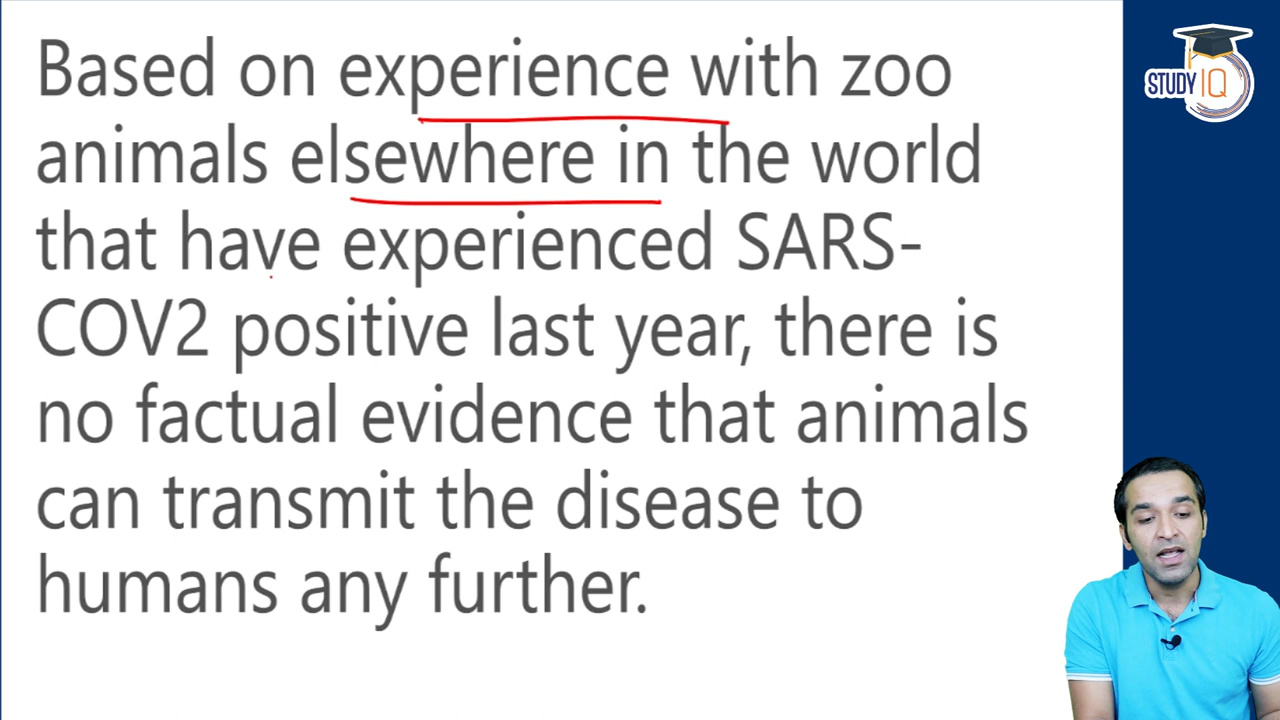 Based on experience with zoo
animals elsewhere in the world
that have experienced SARS-
COV2 positive last year, there is
no factual evidence that animals
can transmit the disease to
humans any further.
STUDY IQ